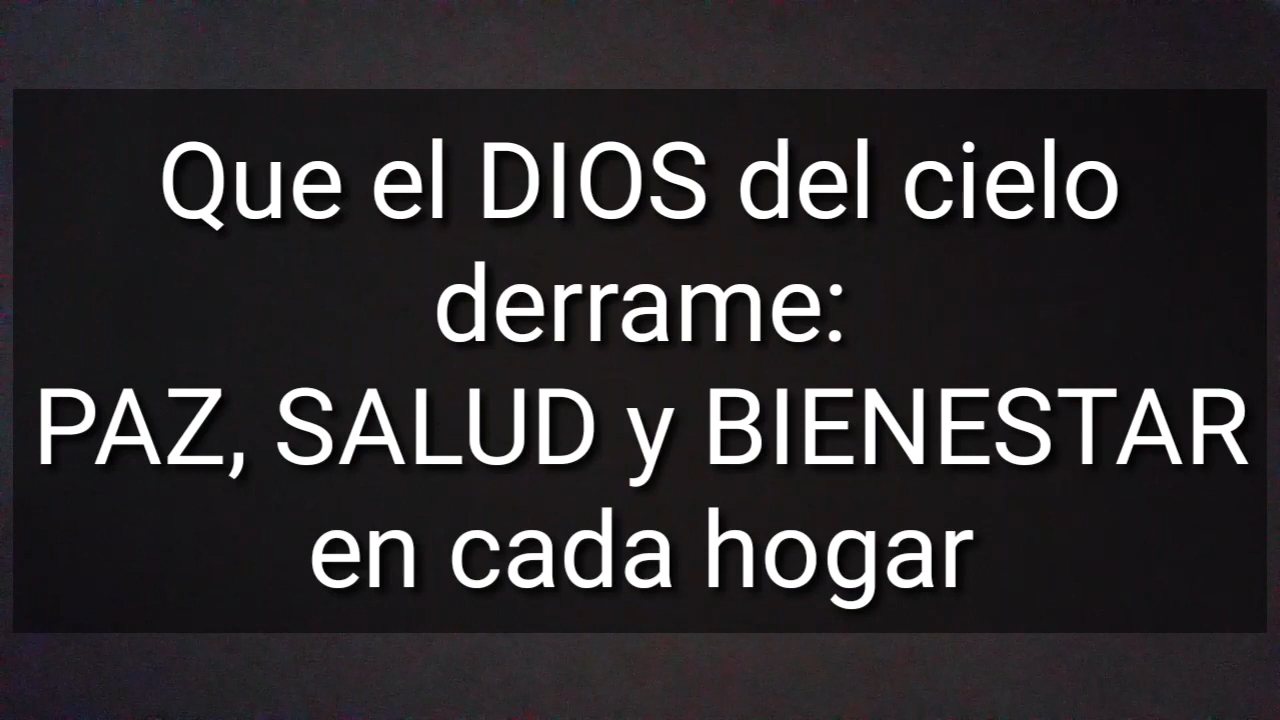 Que el DIOS del cielo
derrame:
PAZ, SALUD y BIENESTAR
en cada hogar